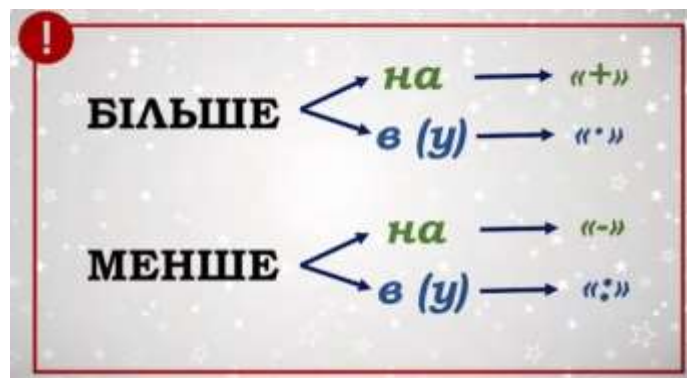 !
БІЛЬШЕ
на «+»
в (у) «·»
МЕНШЕ
на «-»
в (у) «:»